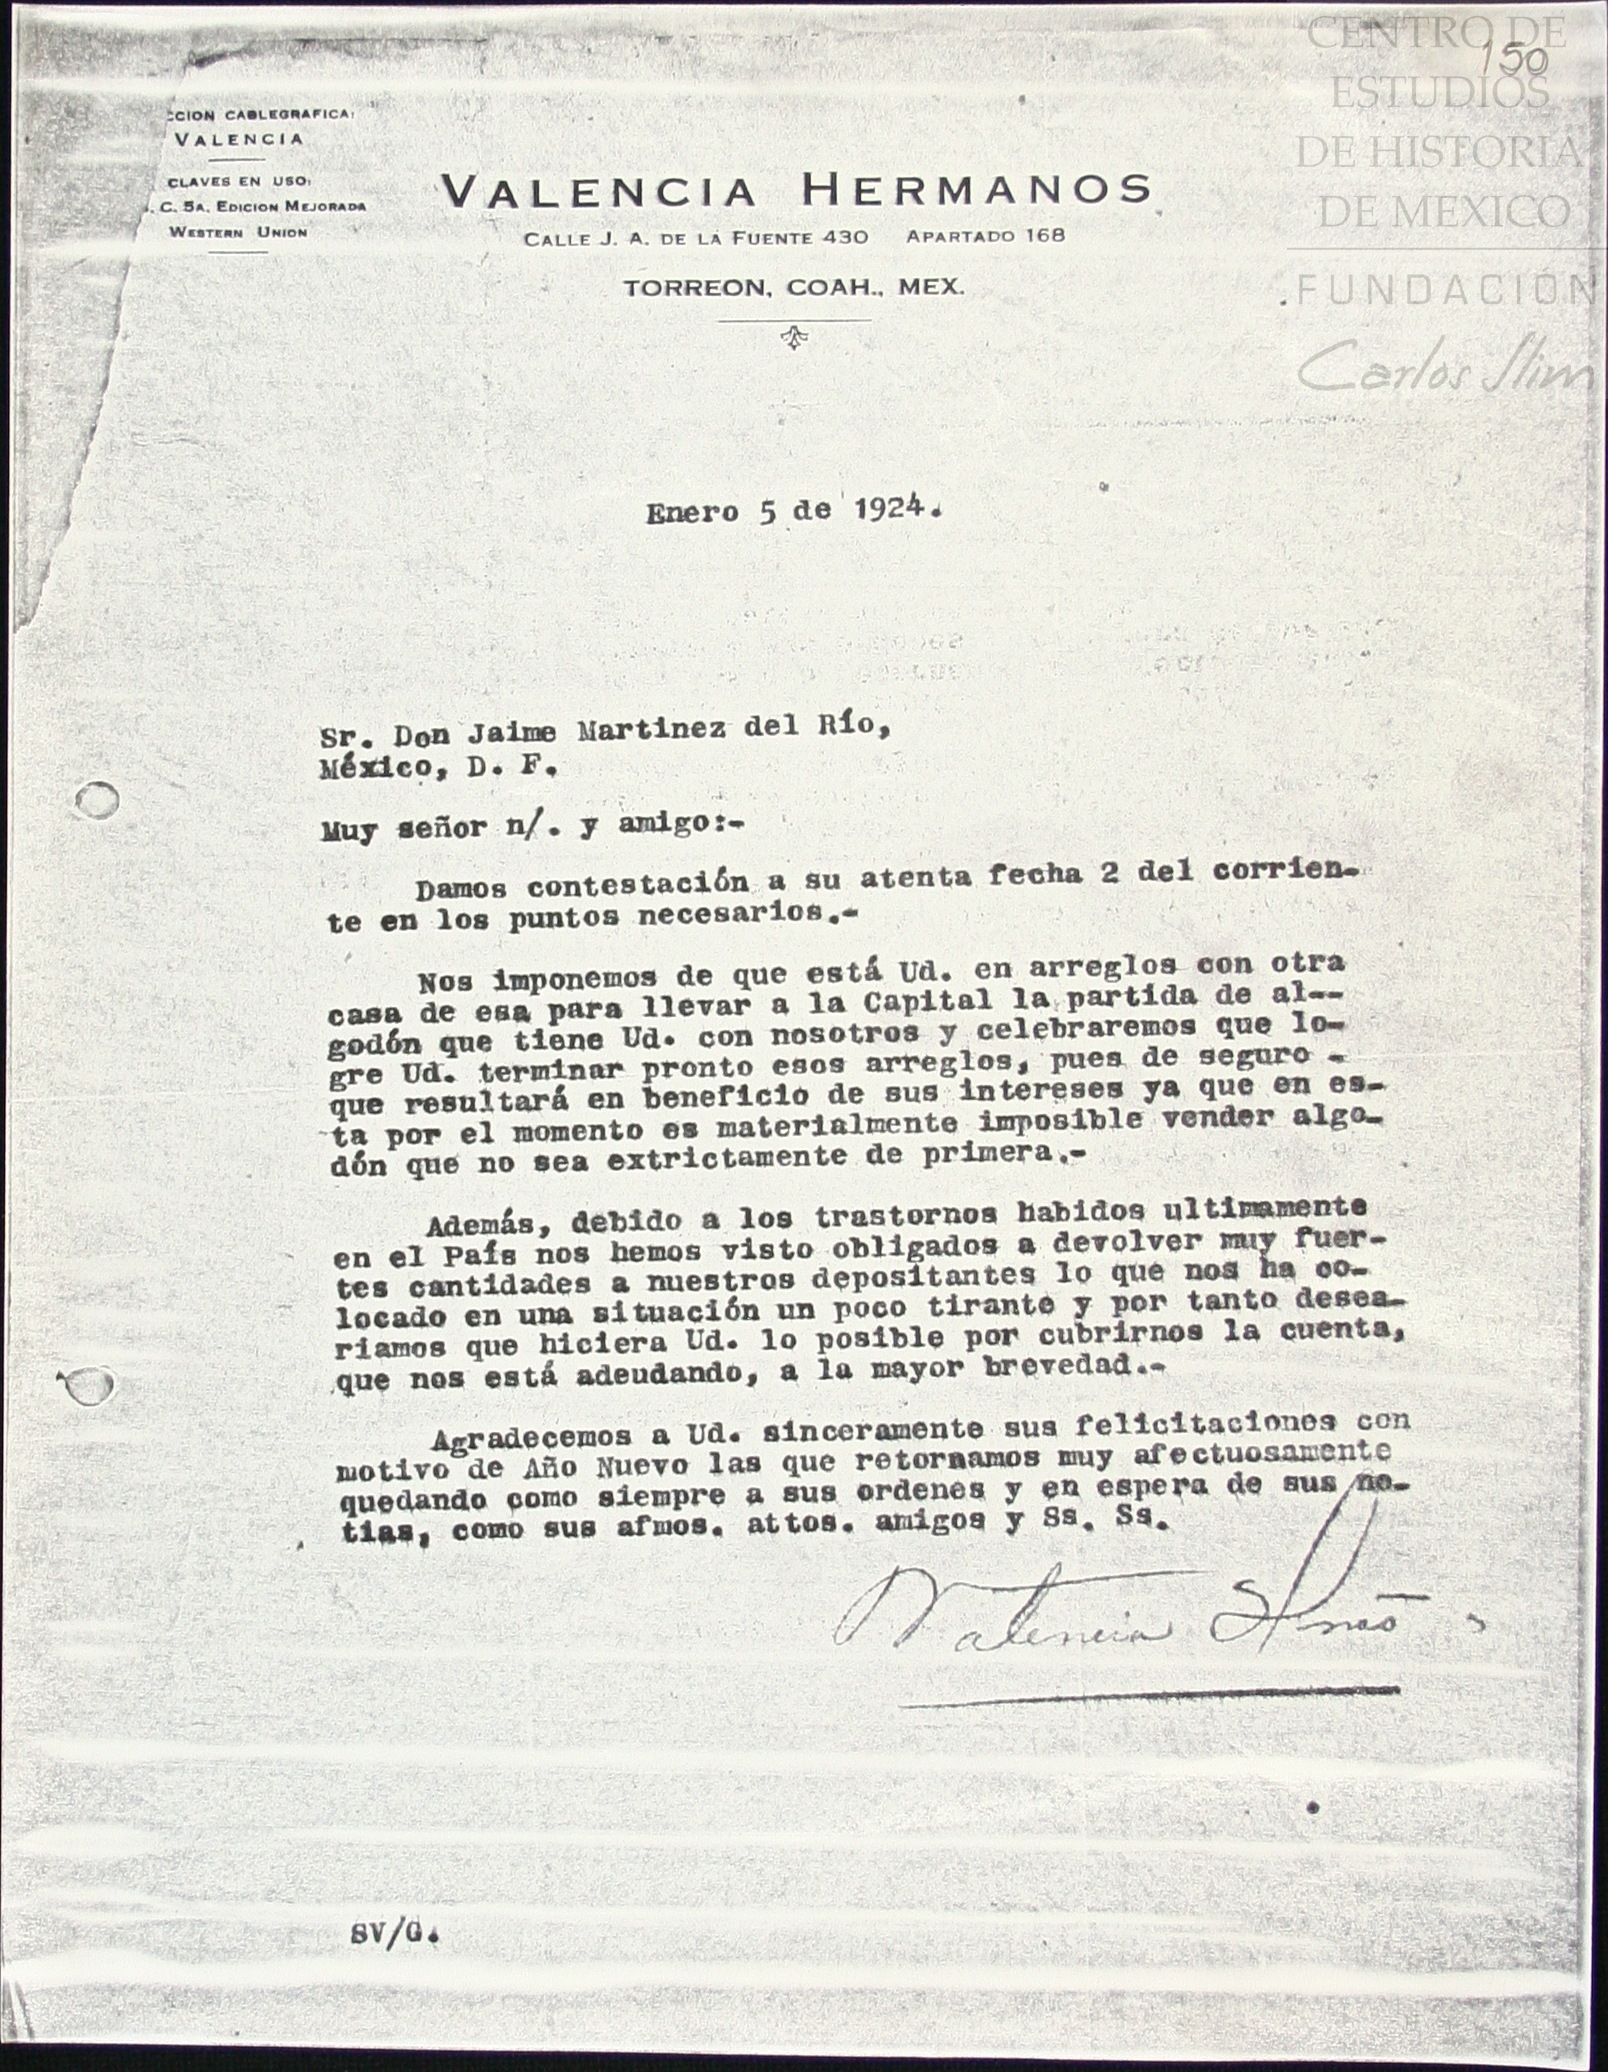 CENTRO DE
150
ESTUDIOS
DE HISTORIA
DE MEXICO
FUNDACIÓN
Carlos Slim
CCION CABLEGRAFICA:
VALENCIA
CLAVES EN USO:
. C. 5A. EDICION MEJORADA
WESTERN UNION
VALENCIA HERMANOS
CALLE J. A. DE LA FUENTE 430 APARTADO 168
TORREON, COAH., MEX.
Enero 5 de 1924.
Sr. Don Jaime Martinez del Río,
México, D. F.
Muy señor n/. y amigo:-
Damos contestación a su atenta fecha 2 del corrien-
te en los puntos necesarios.-
Nos imponemos de que está Ud. en arreglos con otra
casa de esa para llevar a la Capital la partida de al--
godón que tiene Ud. con nosotros y celebraremos que lo-
gre Ud. terminar pronto esos arreglos, pues de seguro -
que resultará en beneficio de sus intereses ya que en es-
ta por el momento es materialmente imposible vender algo-
dón que no sea extrictamente de primera.-
Además, debido a los trastornos habidos ultimamente
en el País nos hemos visto obligados a devolver muy fuer-
tes cantidades a nuestros depositantes lo que nos ha co-
locado en una situación un poco tirante y por tanto desea-
riamos que hiciera Ud. lo posible por cubrirnos la cuenta,
que nos está adeudando, a la mayor brevedad.-
Agradecemos a Ud. sinceramente sus felicitaciones con
motivo de Año Nuevo las que retornamos muy afectuosamente
quedando como siempre a sus ordenes y en espera de sus no-
tias, como sus afmos. attos. amigos y Ss. Ss.
Valencia Hnos
SV/G.